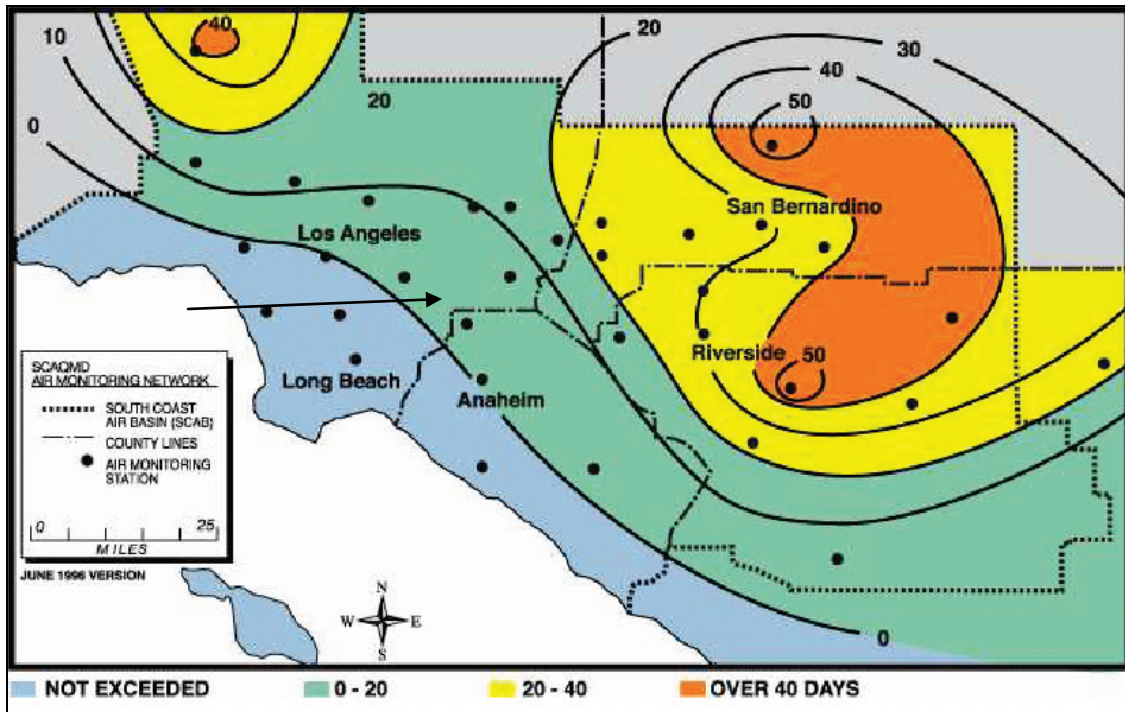 40
10
20
30
20
40
50
0
San Bernardino
Los Angeles
Riverside
50
SCAQMD
AIR MONITORING NETWORK
SOUTH COAST
AIR BASIN (SCAB)
COUNTY LINES
AIR MONITORING
STATION
0 25
MILES
Long Beach
Anaheim
JUNE 1996 VERSION
N
W E
S
0
NOT EXCEEDED 0 - 20 20 - 40 OVER 40 DAYS